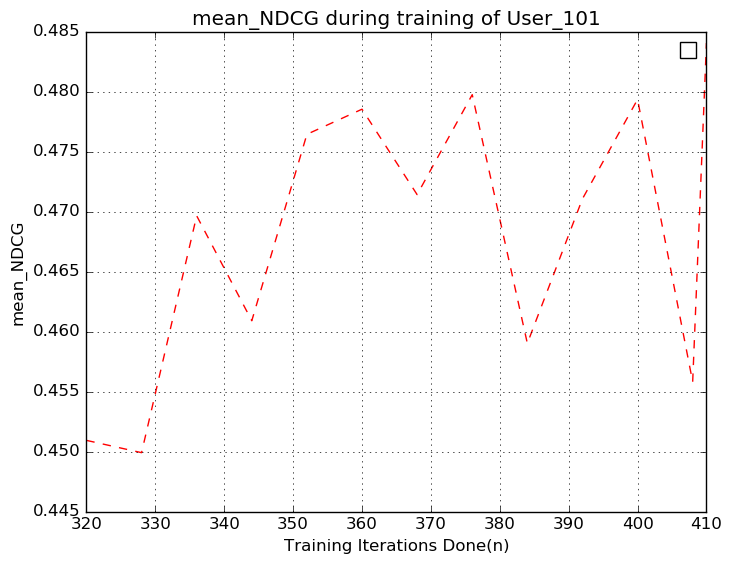 mean_NDCG during training of User_101
0.485
0.480
0.475
0.470
0.465
0.460
0.455
0.450
0.445
mean_NDCG
320 330 340 350 360 370 380 390 400 410
Training Iterations Done(n)